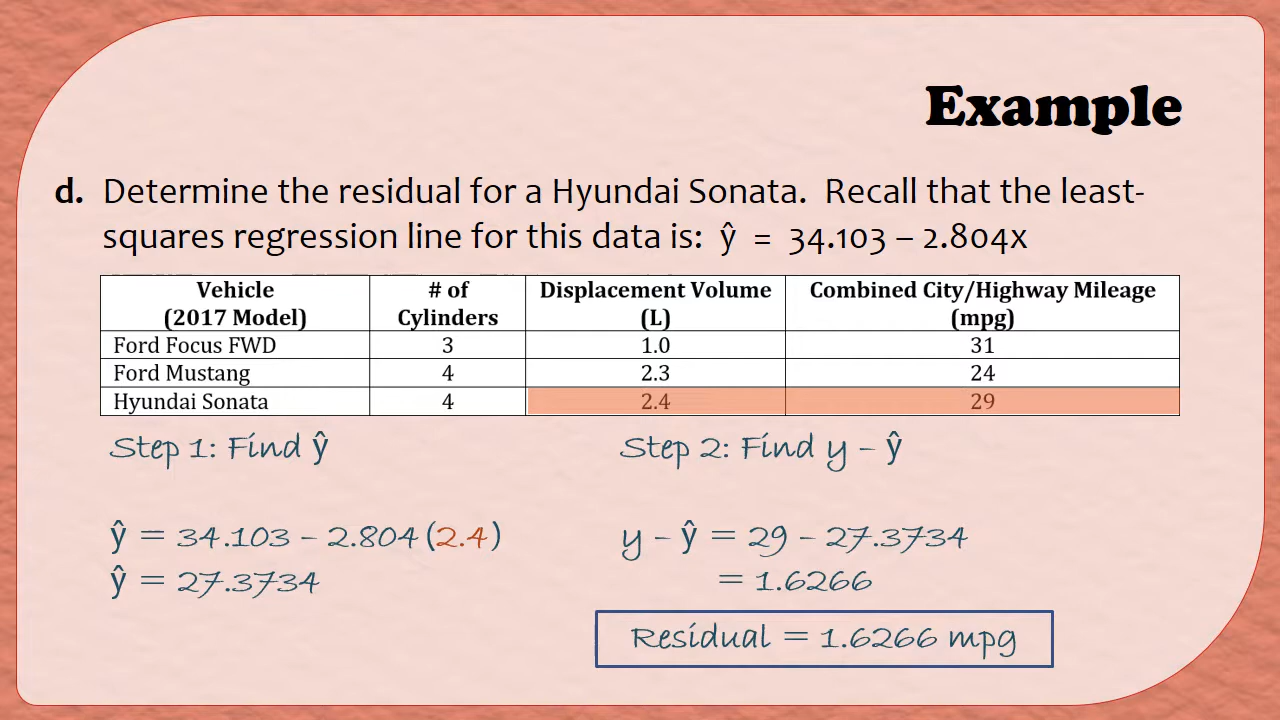 Example
d. Determine the residual for a Hyundai Sonata. Recall that the least-
squares regression line for this data is: ŷ = 34.103 – 2.804x
Vehicle (2017 Model) # of Cylinders Displacement Volume (L) Combined City/Highway Mileage (mpg)
Ford Focus FWD 3 1.0 31
Ford Mustang 4 2.3 24
Hyundai Sonata 4 2.4 29
Step 1: Find ŷ
ŷ = 34.103 – 2.804(2.4)
ŷ = 27.3734
Step 2: Find y – ŷ
y – ŷ = 29 – 27.3734
= 1.6266
Residual = 1.6266 mpg